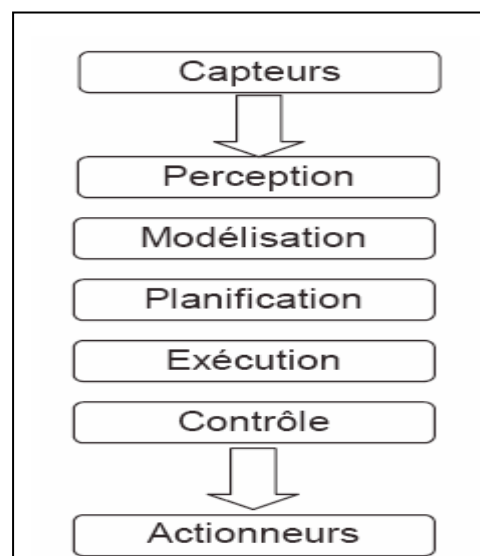 Capteurs
Perception
Modélisation
Planification
Exécution
Contrôle
Actionneurs